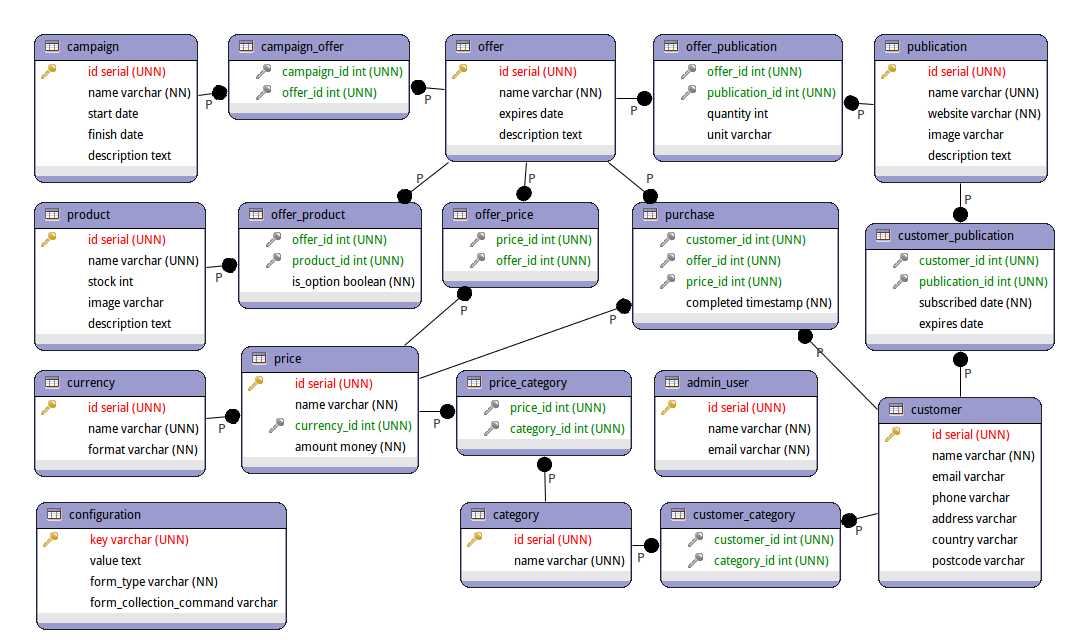 campaign
id serial (UNN)
name varchar (NN)
start date
finish date
description text
P
campaign_offer
campaign_id int (UNN)
offer_id int (UNN)
P
offer
id serial (UNN)
name varchar (NN)
expires date
description text
P
offer_publication
offer_id int (UNN)
publication_id int (UNN)
quantity int
unit varchar
P
publication
id serial (UNN)
name varchar (UNN)
website varchar (NN)
image varchar
description text
P
P
P
P
product
id serial (UNN)
name varchar (UNN)
stock int
image varchar
description text
P
offer_product
offer_id int (UNN)
product_id int (UNN)
is_option boolean (NN)
offer_price
price_id int (UNN)
offer_id int (UNN)
P
purchase
customer_id int (UNN)
offer_id int (UNN)
price_id int (UNN)
completed timestamp (NN)
P
P
customer_publication
customer_id int (UNN)
publication_id int (UNN)
subscribed date (NN)
expires date
P
currency
id serial (UNN)
name varchar (UNN)
format varchar (NN)
P
price
id serial (UNN)
name varchar (NN)
currency_id int (UNN)
amount money (NN)
P
price_category
price_id int (UNN)
category_id int (UNN)
P
admin_user
id serial (UNN)
name varchar (NN)
email varchar (NN)
customer
id serial (UNN)
name varchar (NN)
email varchar
phone varchar
address varchar
country varchar
postcode varchar
configuration
key varchar (UNN)
value text
form_type varchar (NN)
form_collection_command varchar
category
id serial (UNN)
name varchar (UNN)
P
customer_category
customer_id int (UNN)
category_id int (UNN)
P